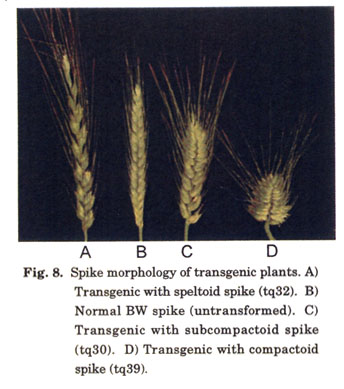 A B C D
Fig. 8. Spike morphology of transgenic plants. A)
Transgenic with speltoid spike (tq32). B)
Normal BW spike (untransformed). C)
Transgenic with subcompactoid spike
(tq30). D) Transgenic with compactoid
spike (tq39).